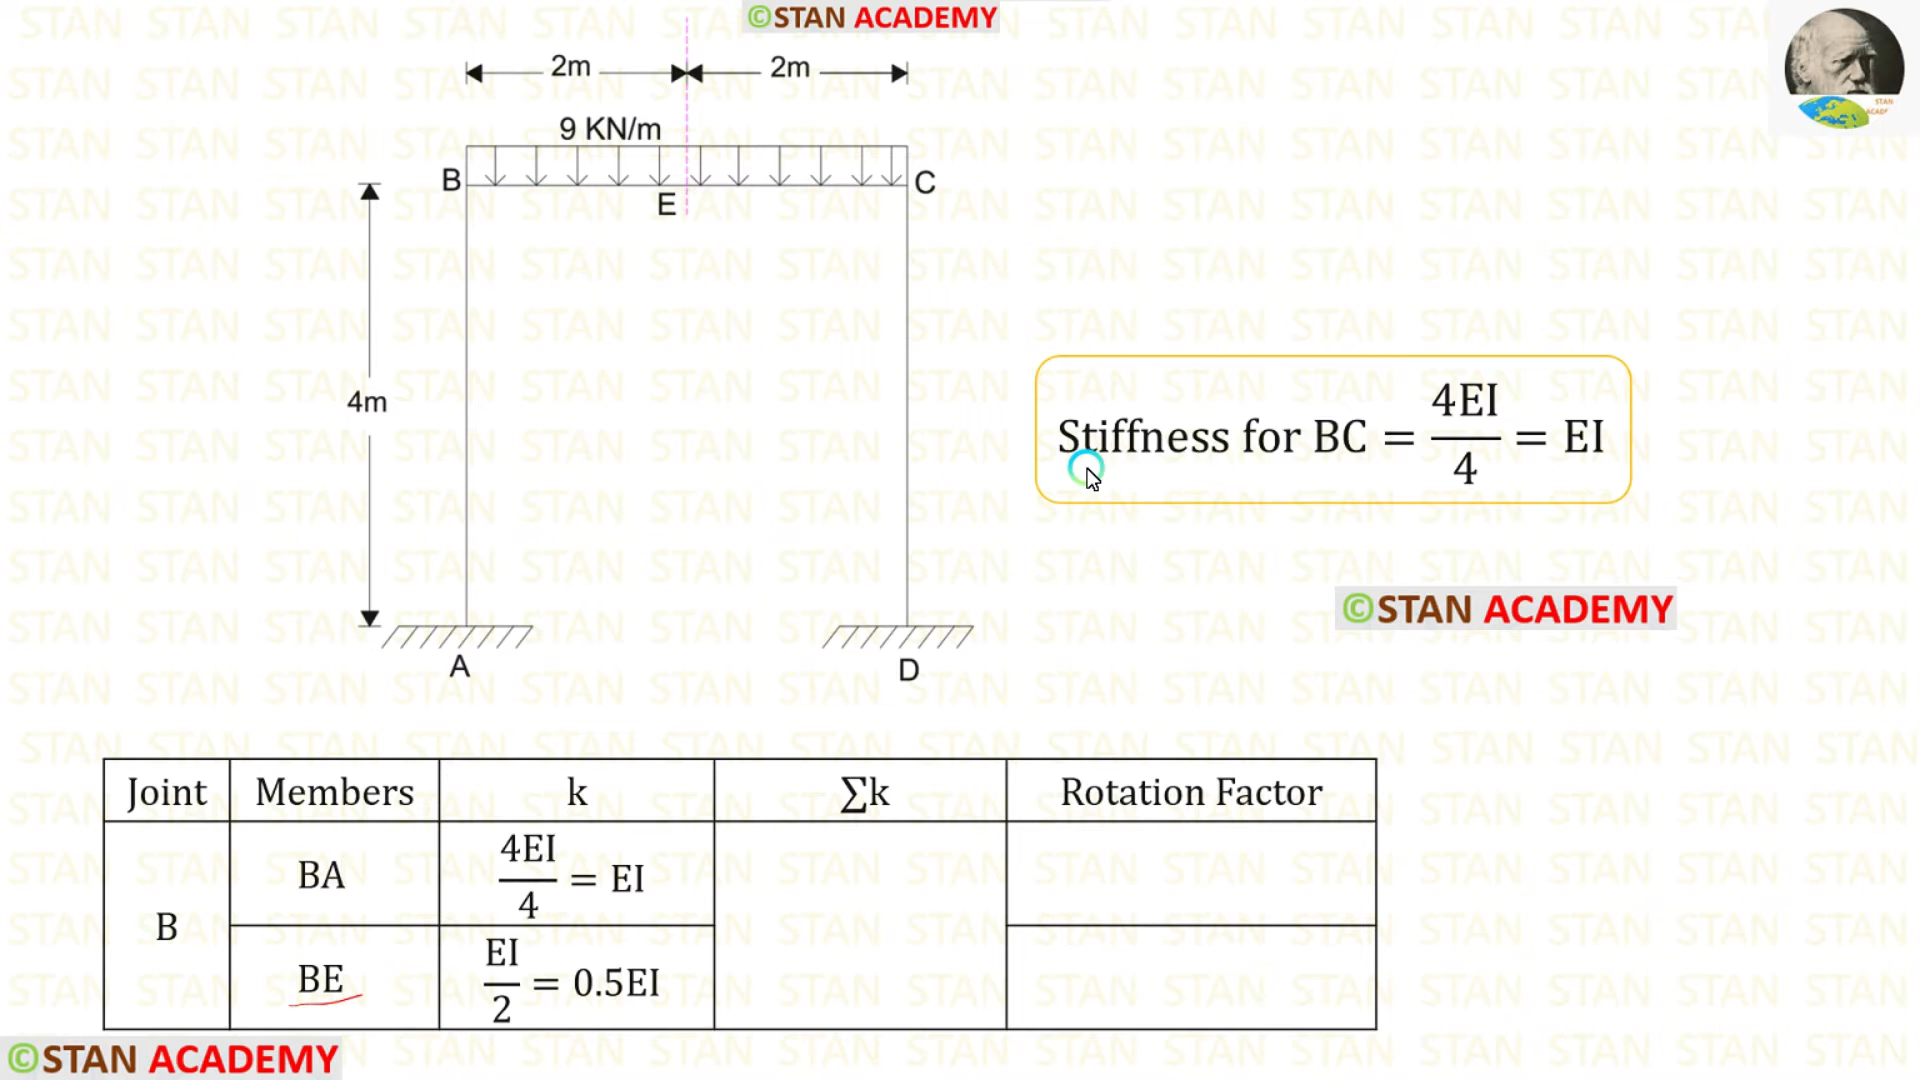 ©STAN ACADEMY
2m 2m
9 KN/m
B C
E
4m
Stiffness for BC = 4EI/4 = EI
©STAN ACADEMY
A D
Joint Members k ∑k Rotation Factor
B BA 4EI/4 = EI
BE EI/2 = 0.5EI
©STAN ACADEMY
STAN